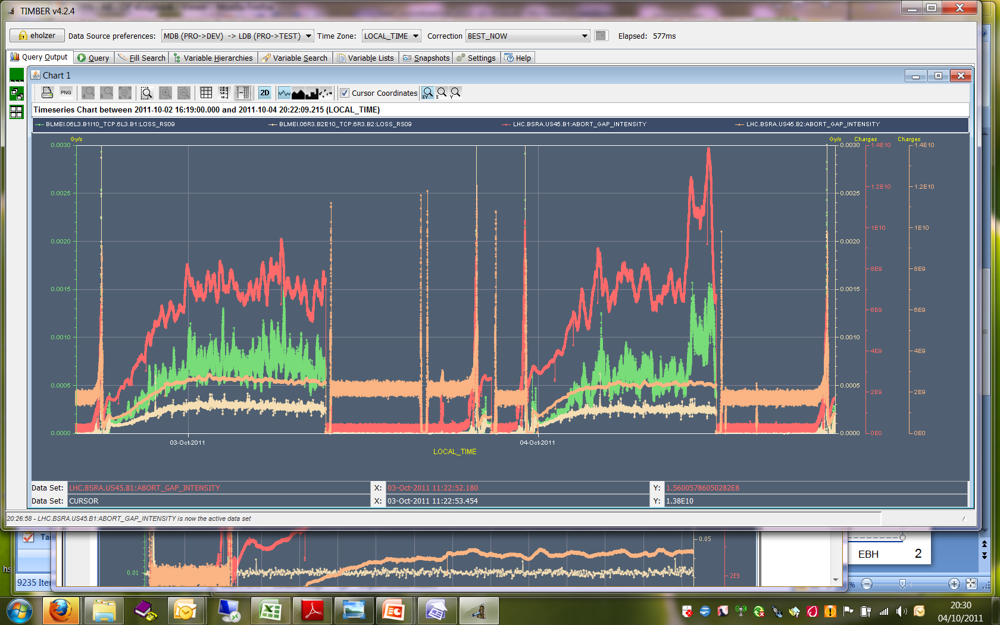 TIMBER v4.2.4
eholzer Data Source preferences: MDB (PRO->DEV) -> LDB (PRO->TEST) Time Zone: LOCAL_TIME Correction BEST_NOW Elapsed: 577ms
Query Output Query Fill Search Variable Hierarchies Variable Search Variable Lists Snapshots Settings Help
Chart 1
PNG 2D Cursor Coordinates XY X Y
Timeseries Chart between 2011-10-02 16:19:00.000 and 2011-10-04 20:22:09.215 (LOCAL_TIME)
BLMEI.06L3.B1I10_TCP.6L3.B1:LOSS_RS09 BLMEI.06R3.B2E10_TCP.6R3.B2:LOSS_RS09 LHC.BSRA.US45.B1:ABORT_GAP_INTENSITY LHC.BSRA.US45.B2:ABORT_GAP_INTENSITY
Gy/s Gy/s Charges Charges
0.0030 0.0030 1.4E10 1.4E10
0.0025 0.0025 1.2E10 1.2E10
1E10 1E10
0.0020 0.0020
8E9 8E9
0.0015 0.0015
6E9 6E9
0.0010 0.0010
4E9 4E9
0.0005 0.0005
2E9 2E9
0.0000 0.0000 0E0 0E0
03-Oct-2011 04-Oct-2011
LOCAL_TIME
Data Set: LHC.BSRA.US45.B1:ABORT_GAP_INTENSITY X: 03-Oct-2011 11:22:52.180 Y: 1.56005786050282E8
Data Set: CURSOR X: 03-Oct-2011 11:22:53.454 Y: 1.38E10
20:26:58 - LHC.BSRA.US45.B1:ABORT_GAP_INTENSITY is now the active data set
Tas 0.05
EBH 2
hs 0.01 2E9
9235 Iter %
20:30
04/10/2011